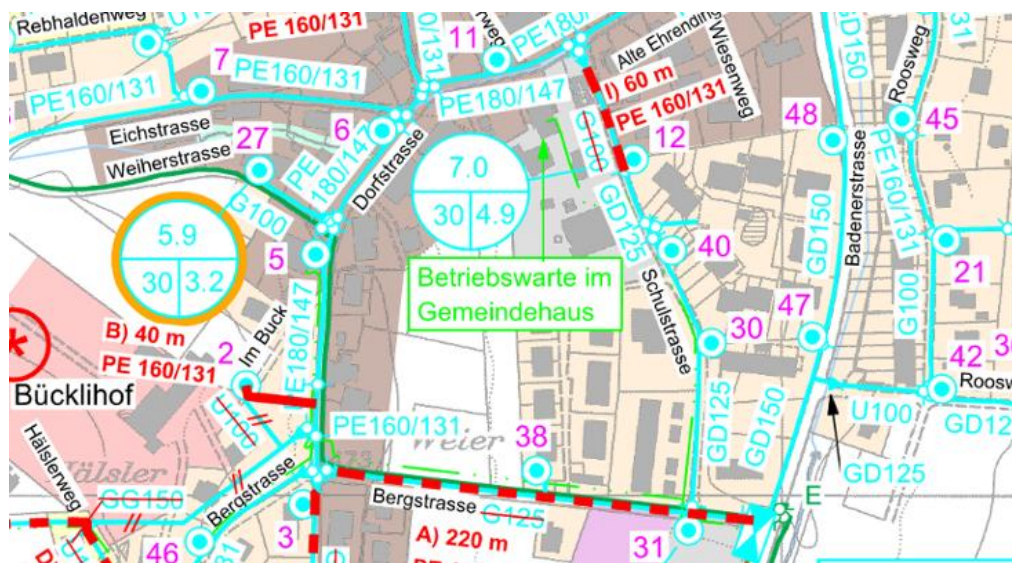 Rebhaldenweg
PE 160/131
11
PE180
Alte Ehrending
Wiesenweg
GD150
Roosweg
7
PE160/131
PE160/131
PE180/147
I) 60 m
PE 160/131
48
45
Eichstrasse
6
Weiherstrasse
27
PE
180/147
Dorfstrasse
7.0
30
4.9
12
GD125
PE160/131
G100
5.9
30
3.2
5
40
GD150
Badenerstrasse
21
Betriebswarte im
Gemeindehaus
Schulstrasse
30
47
G100
B) 40 m
PE 160/131
2
Im Buck
E180/147
42
Bücklihof
Roosw
U100
GD12
PE160/131
Weier
38
GD125
GD150
GD125
Hälslerweg
Hälsler
GG150
Bergstrasse
Bergstrasse
G125
E
46
3
A) 220 m
31